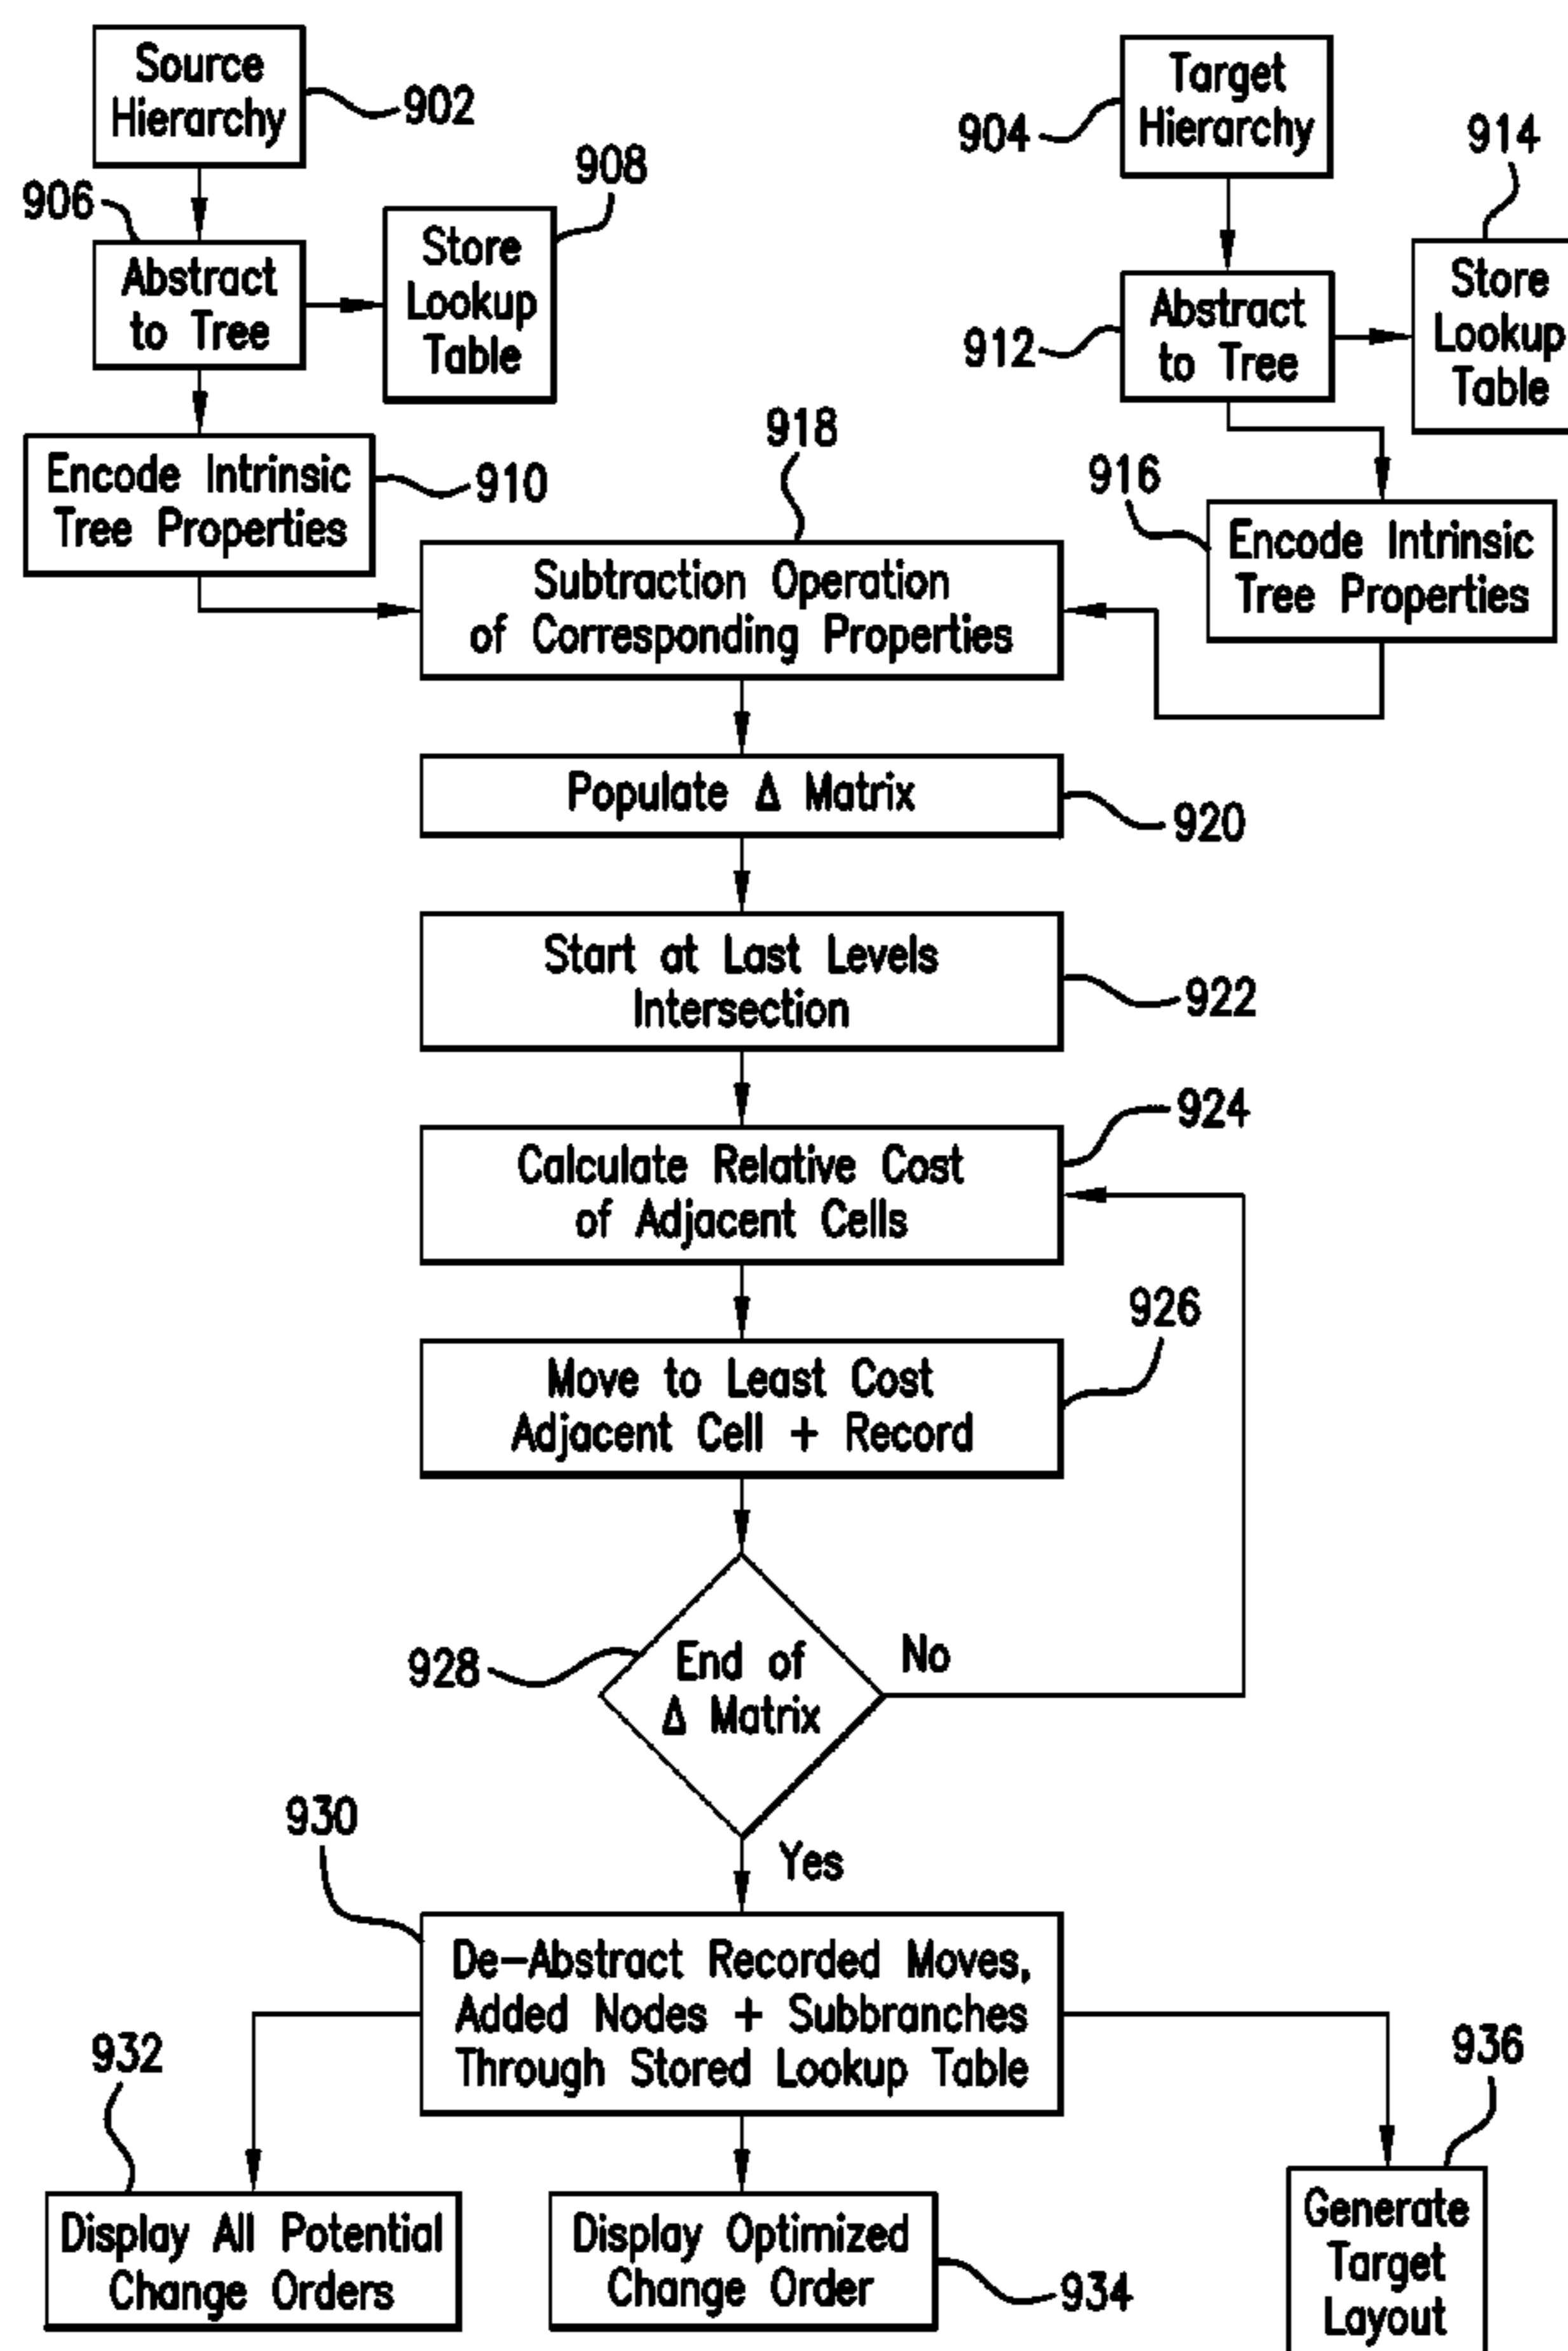 Source
Hierarchy
902
Target
Hierarchy
904
914
906
908
Abstract
to Tree
Store
Lookup
Table
Abstract
to Tree
912
Store
Lookup
Table
918
Encode Intrinsic
Tree Properties
910
916
Encode Intrinsic
Tree Properties
Subtraction Operation
of Corresponding Properties
Populate Δ Matrix
920
Start at Last Levels
Intersection
922
924
Calculate Relative Cost
of Adjacent Cells
926
Move to Least Cost
Adjacent Cell + Record
928
End of
Δ Matrix
No
Yes
930
De-Abstract Recorded Moves,
Added Nodes + Subbranches
Through Stored Lookup Table
932
936
Display All Potential
Change Orders
Display Optimized
Change Order
934
Generate
Target
Layout